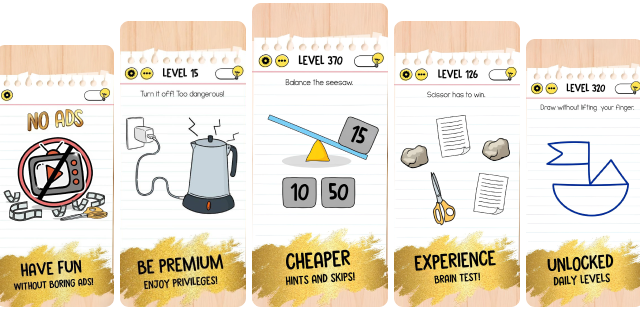 NO ADS
HAVE FUN
WITHOUT BORING ADS!
LEVEL 15
Turn it off! Too dangerous!
BE PREMIUM
ENJOY PRIVILEGES!
LEVEL 370
Balance the seesaw.
15
10
50
CHEAPER
HINTS AND SKIPS!
LEVEL 126
Scissor has to win.
EXPERIENCE
BRAIN TEST!
LEVEL 320
Draw without lifting your finger.
UNLOCKED
DAILY LEVELS